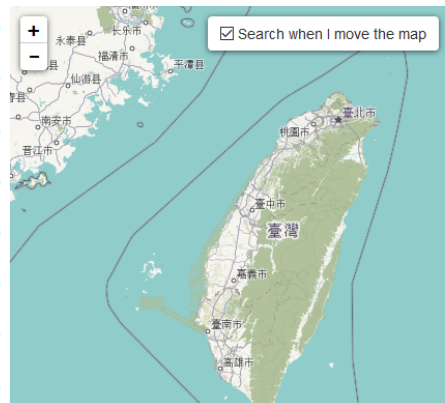 +
−
Search when I move the map
长乐市
永泰县
福清市
平潭县
仙游县
南安市
晋江市
臺北市
桃園市
臺中市
臺灣
嘉義市
臺南市
高雄市